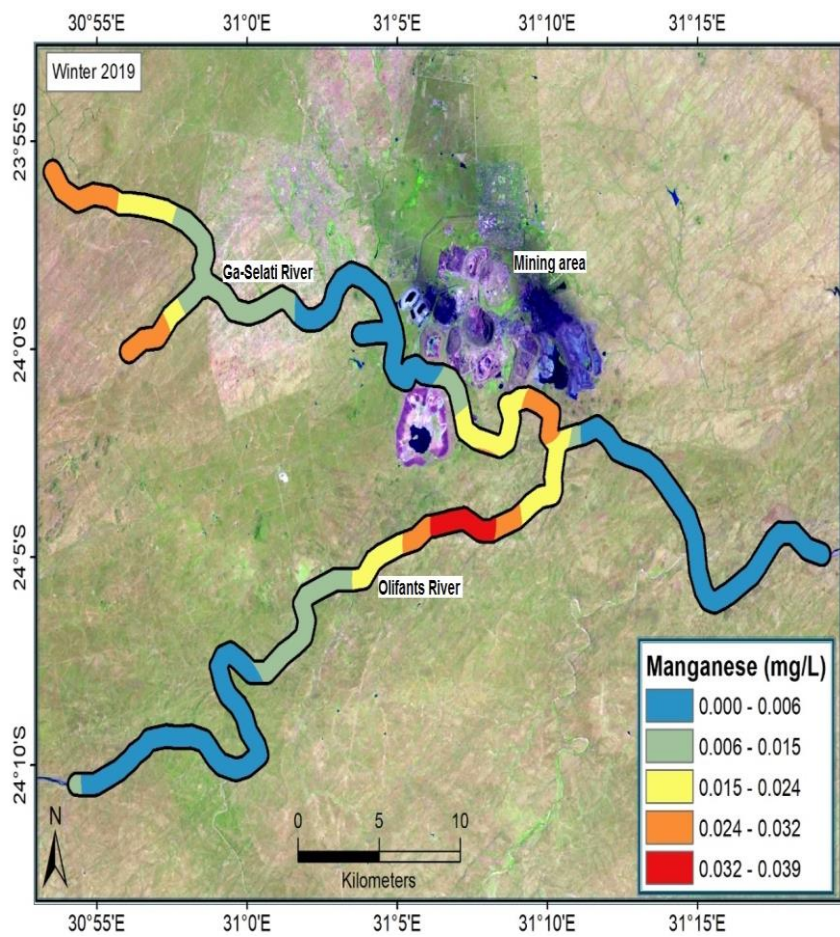 30°55'E 31°0'E 31°5'E 31°10'E 31°15'E
Winter 2019
23°55'S
Ga-Selati River
Mining area
24°0'S
24°5'S
Olifants River
Manganese (mg/L)
0.000 - 0.006
0.006 - 0.015
0.015 - 0.024
0.024 - 0.032
0.032 - 0.039
24°10'S
N
0 5 10
Kilometers
30°55'E 31°0'E 31°5'E 31°10'E 31°15'E